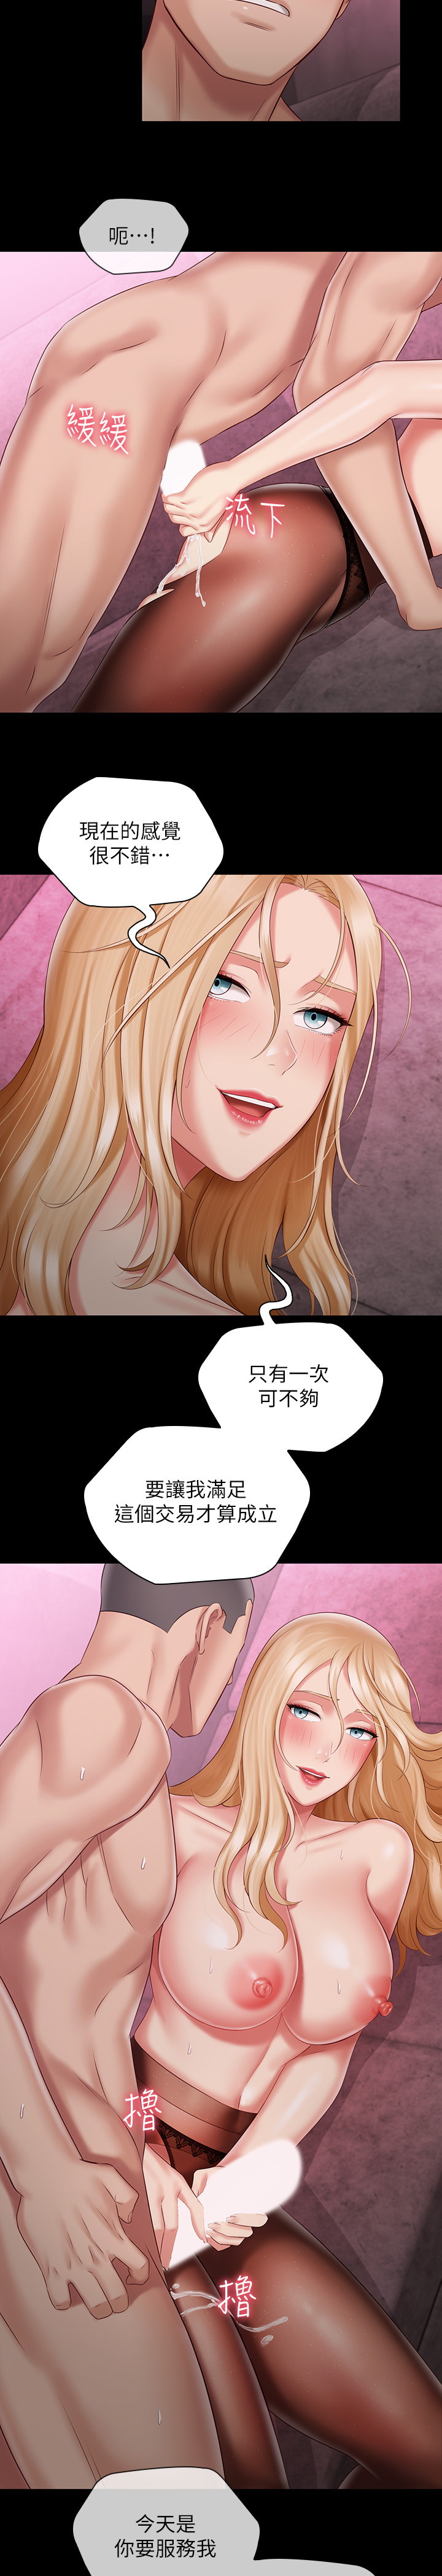 呃⋯!
緩緩
流下
現在的感覺
很不錯⋯
只有一次
可不夠
要讓我滿足
這個交易才算成立
擼
擼
今天是
你要服務我